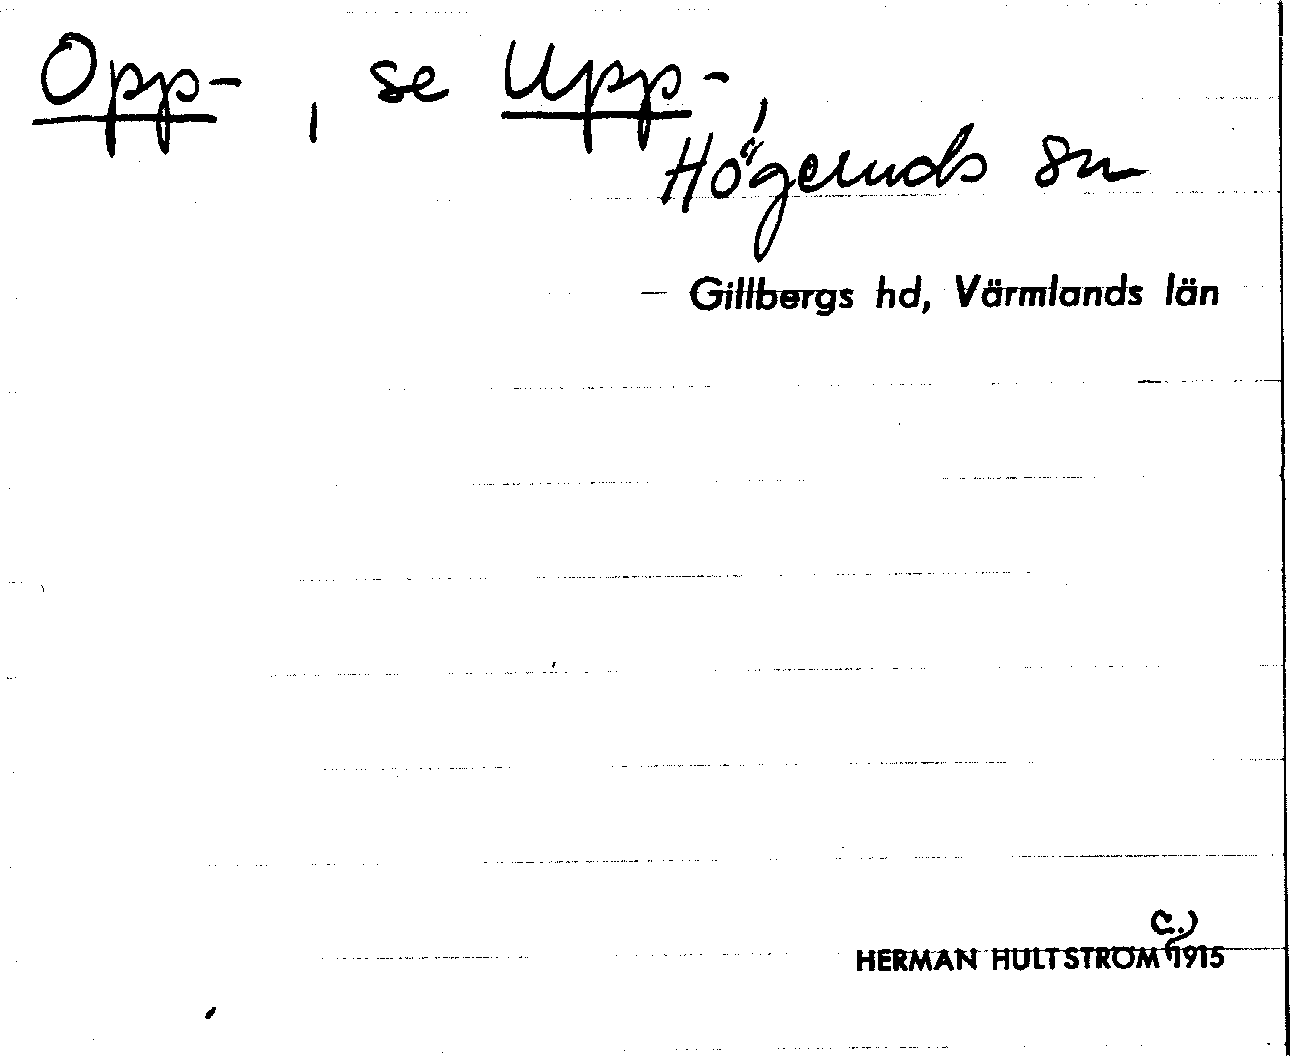 Opp- , se Upp-,
Högeruds sn
— Gillbergs hd, Värmlands län
c.)
HERMAN HULTSTRÖM 1915